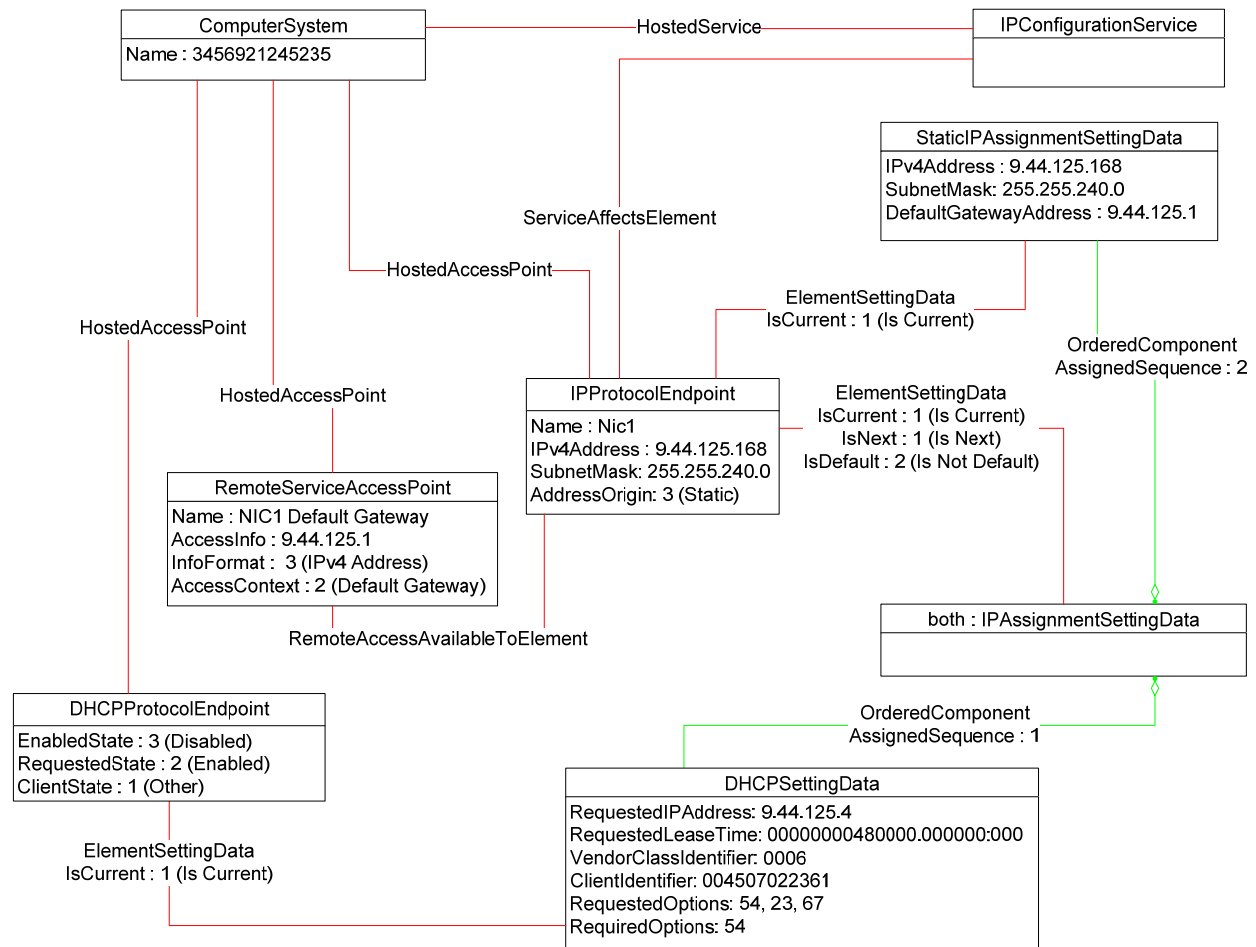 ComputerSystem
Name : 3456921245235
HostedService
IPConfigurationService
StaticIPAssignmentSettingData
IPv4Address : 9.44.125.168
SubnetMask: 255.255.240.0
DefaultGatewayAddress : 9.44.125.1
ServiceAffectsElement
HostedAccessPoint
ElementSettingData
IsCurrent : 1 (Is Current)
HostedAccessPoint
OrderedComponent
AssignedSequence : 2
HostedAccessPoint
IPProtocolEndpoint
Name : Nic1
IPv4Address : 9.44.125.168
SubnetMask: 255.255.240.0
AddressOrigin: 3 (Static)
ElementSettingData
IsCurrent : 1 (Is Current)
IsNext : 1 (Is Next)
IsDefault : 2 (Is Not Default)
RemoteServiceAccessPoint
Name : NIC1 Default Gateway
AccessInfo : 9.44.125.1
InfoFormat : 3 (IPv4 Address)
AccessContext : 2 (Default Gateway)
RemoteAccessAvailableToElement
both : IPAssignmentSettingData
DHCPProtocolEndpoint
EnabledState : 3 (Disabled)
RequestedState : 2 (Enabled)
ClientState : 1 (Other)
OrderedComponent
AssignedSequence : 1
DHCPSettingData
RequestedIPAddress: 9.44.125.4
RequestedLeaseTime: 00000000480000.000000:000
VendorClassIdentifier: 0006
ClientIdentifier: 004507022361
RequestedOptions: 54, 23, 67
RequiredOptions: 54
ElementSettingData
IsCurrent : 1 (Is Current)